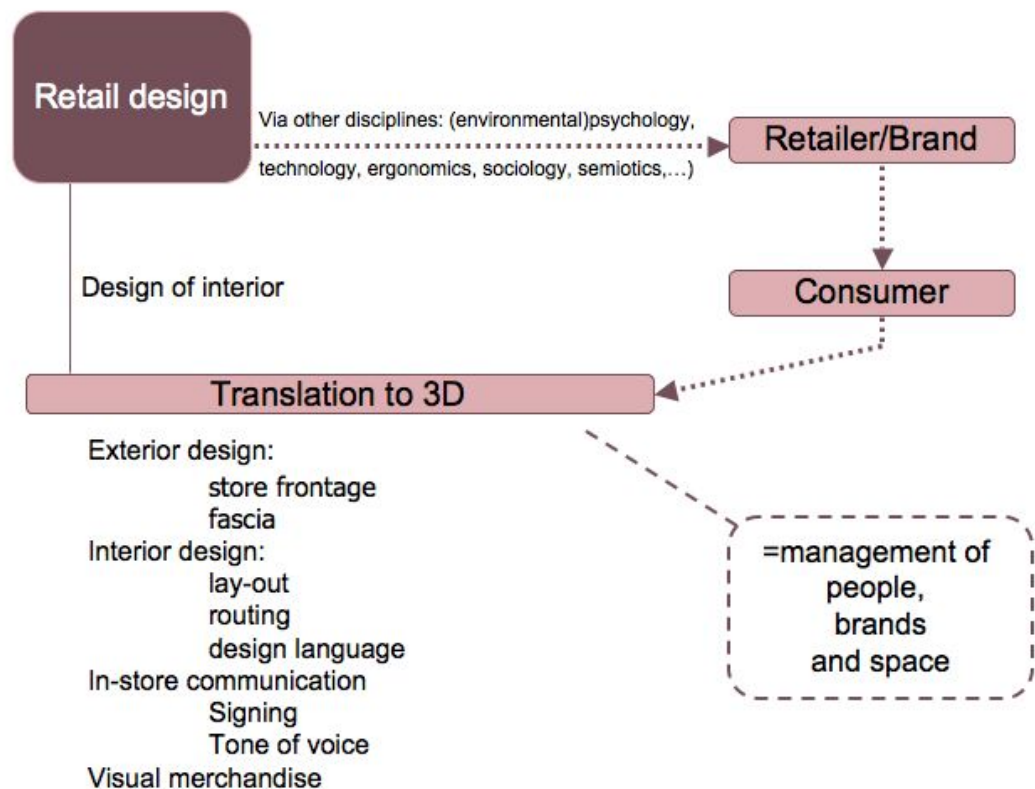 Retail design
Via other disciplines: (environmental)psychology,
technology, ergonomics, sociology, semiotics,...)
Retailer/Brand
Consumer
Design of interior
Translation to 3D
Exterior design:
store frontage
fascia
Interior design:
lay-out
routing
design language
In-store communication
Signing
Tone of voice
Visual merchandise
=management of
people,
brands
and space